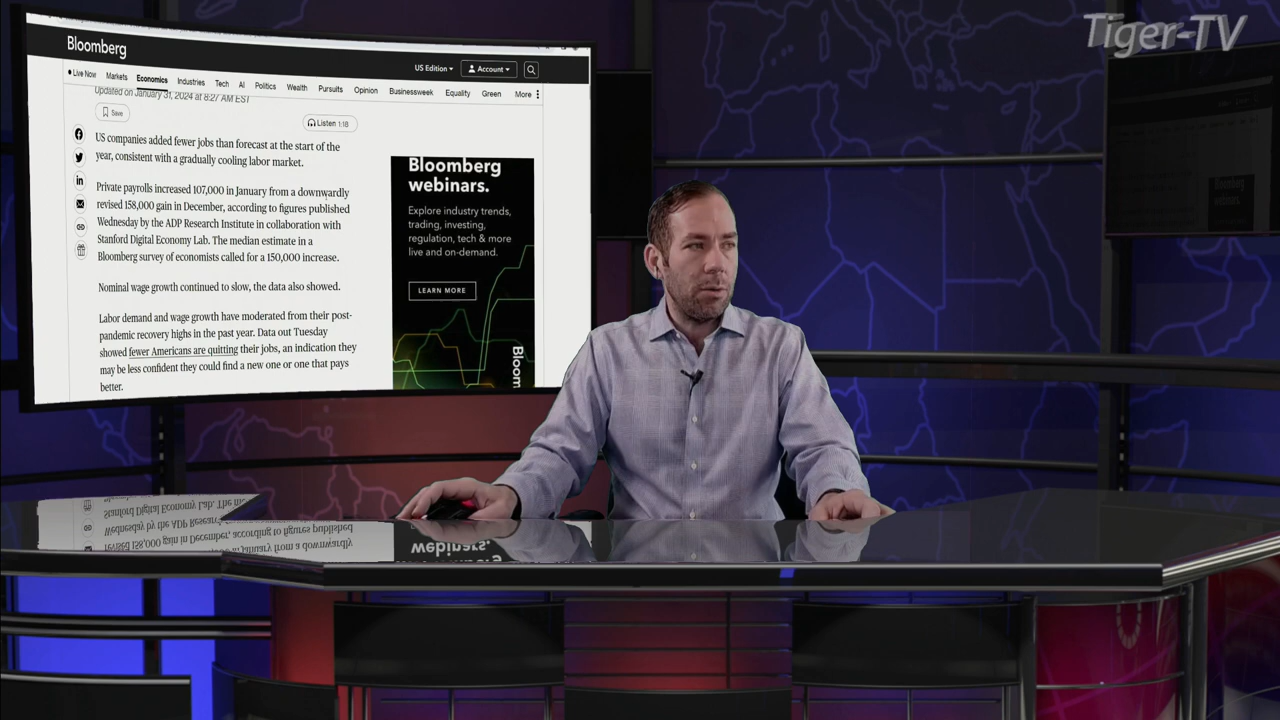 Tiger-TV
Bloomberg
US Edition
Account
Live Now Markets Economics Industries Tech AI Politics Wealth Pursuits Opinion Businessweek Equality Green More
Updated on January 31, 2024 at 8:27 AM EST
Save
Listen 1:18
US companies added fewer jobs than forecast at the start of the
year, consistent with a gradually cooling labor market.
Private payrolls increased 107,000 in January from a downwardly
revised 158,000 gain in December, according to figures published
Wednesday by the ADP Research Institute in collaboration with
Stanford Digital Economy Lab. The median estimate in a
Bloomberg survey of economists called for a 150,000 increase.
Nominal wage growth continued to slow, the data also showed.
Labor demand and wage growth have moderated from their post-
pandemic recovery highs in the past year. Data out Tuesday
showed fewer Americans are quitting their jobs, an indication they
may be less confident they could find a new one or one that pays
better.
Bloomberg
webinars.
Explore industry trends,
trading, investing,
regulation, tech & more
live and on-demand.
LEARN MORE
Bloom